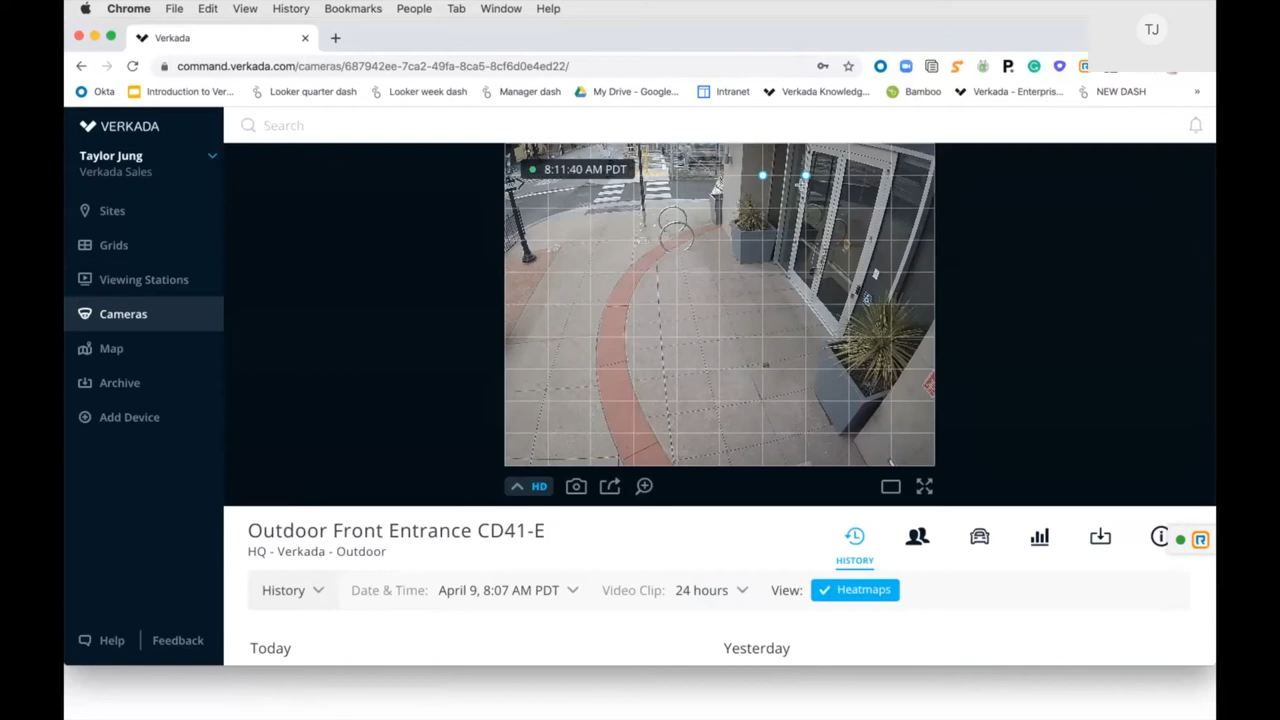 Chrome File Edit View History Bookmarks People Tab Window Help
TJ
Verkada
command.verkada.com/cameras/687942ee-7ca2-49fa-8ca5-8cf6d0e4ed22/
Okta Introduction to Ver... Looker quarter dash Looker week dash Manager dash My Drive - Google... Intranet Verkada Knowledg... Bamboo Verkada - Enterpris... NEW DASH »
VERKADA
Search
Taylor Jung
Verkada Sales
8:11:40 AM PDT
Sites
Grids
Viewing Stations
Cameras
Map
Archive
Add Device
HD
Outdoor Front Entrance CD41-E
HQ - Verkada - Outdoor
HISTORY
History Date & Time: April 9, 8:07 AM PDT Video Clip: 24 hours View: Heatmaps
Help Feedback
Today Yesterday